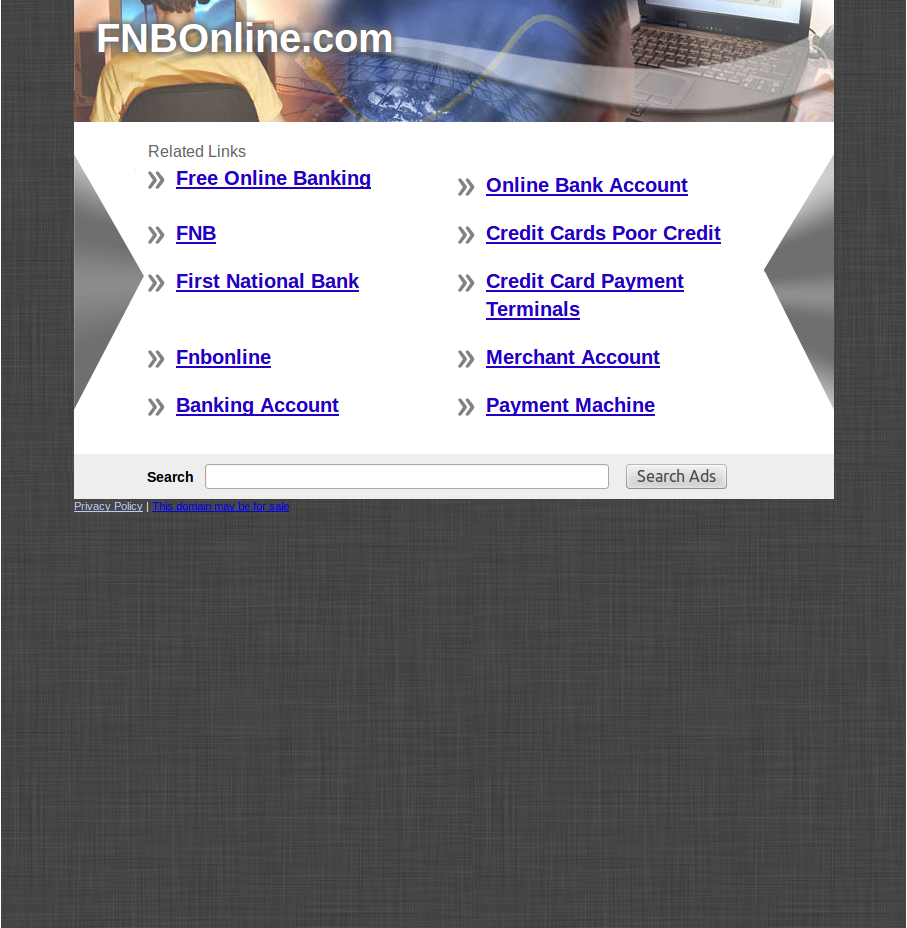 FNBOnline.com
Related Links
Free Online Banking
Online Bank Account
FNB
Credit Cards Poor Credit
First National Bank
Credit Card Payment
Terminals
Fnbonline
Merchant Account
Banking Account
Payment Machine
Search
Search Ads
Privacy Policy | This domain may be for sale